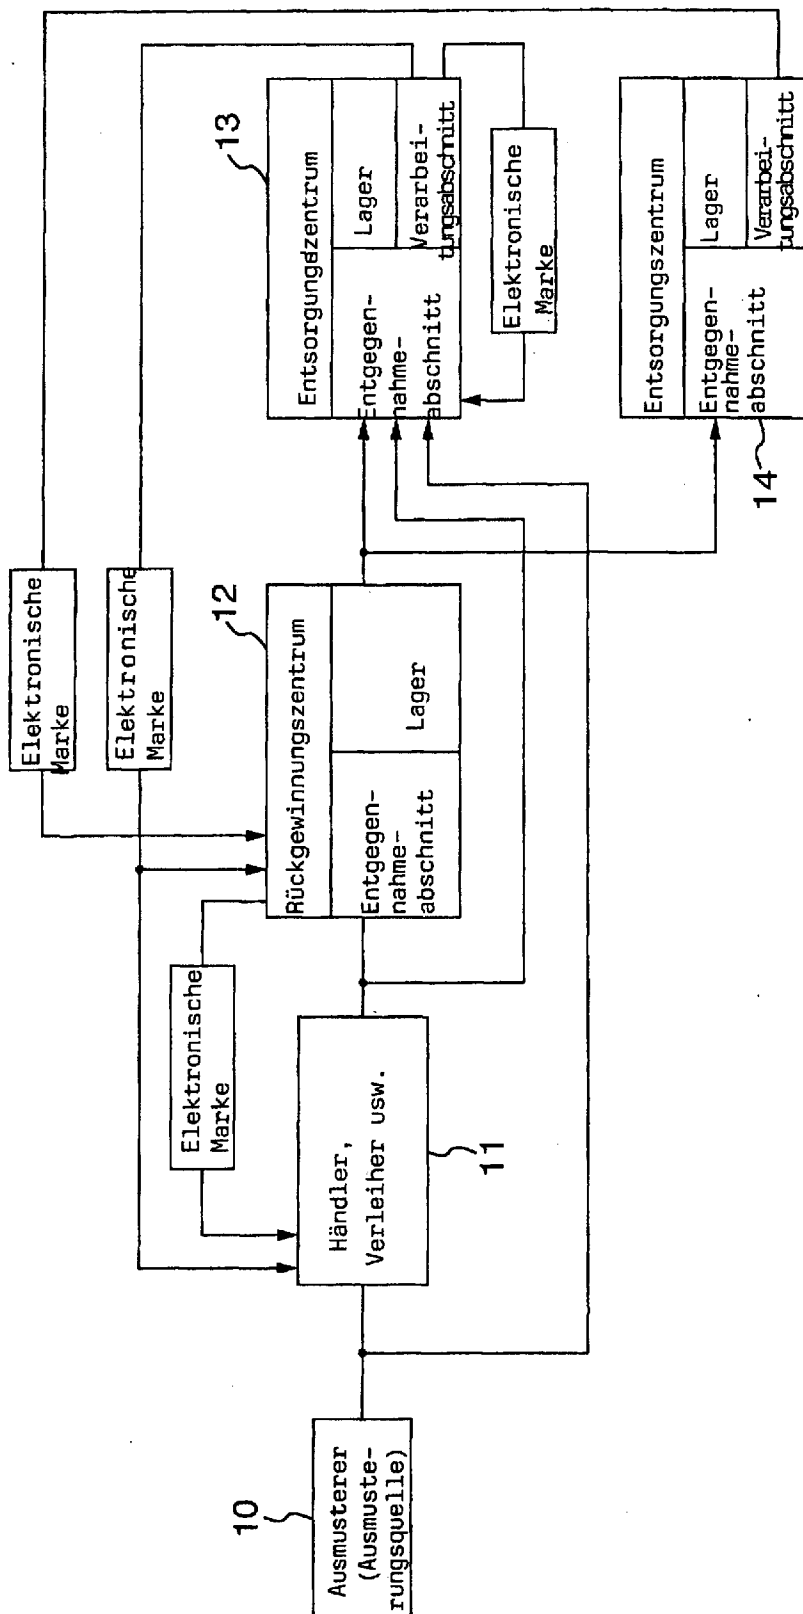 10
Ausmusterer
(Ausmuste-
rungsquelle)
Händler,
Verleiher usw.
11
Elektronische
Marke
12
Rückgewinnungszentrum
Entgegen-
nahme-
abschnitt
Lager
Elektronische
Marke
Elektronische
Marke
13
Entsorgungdzentrum
Entgegen-
nahme-
abschnitt
Lager
Verarbei-
tungsabschnitt
Elektronische
Marke
14
Entsorgungszentrum
Entgegen-
nahme-
abschnitt
Lager
Verarbei-
tungsabschnitt